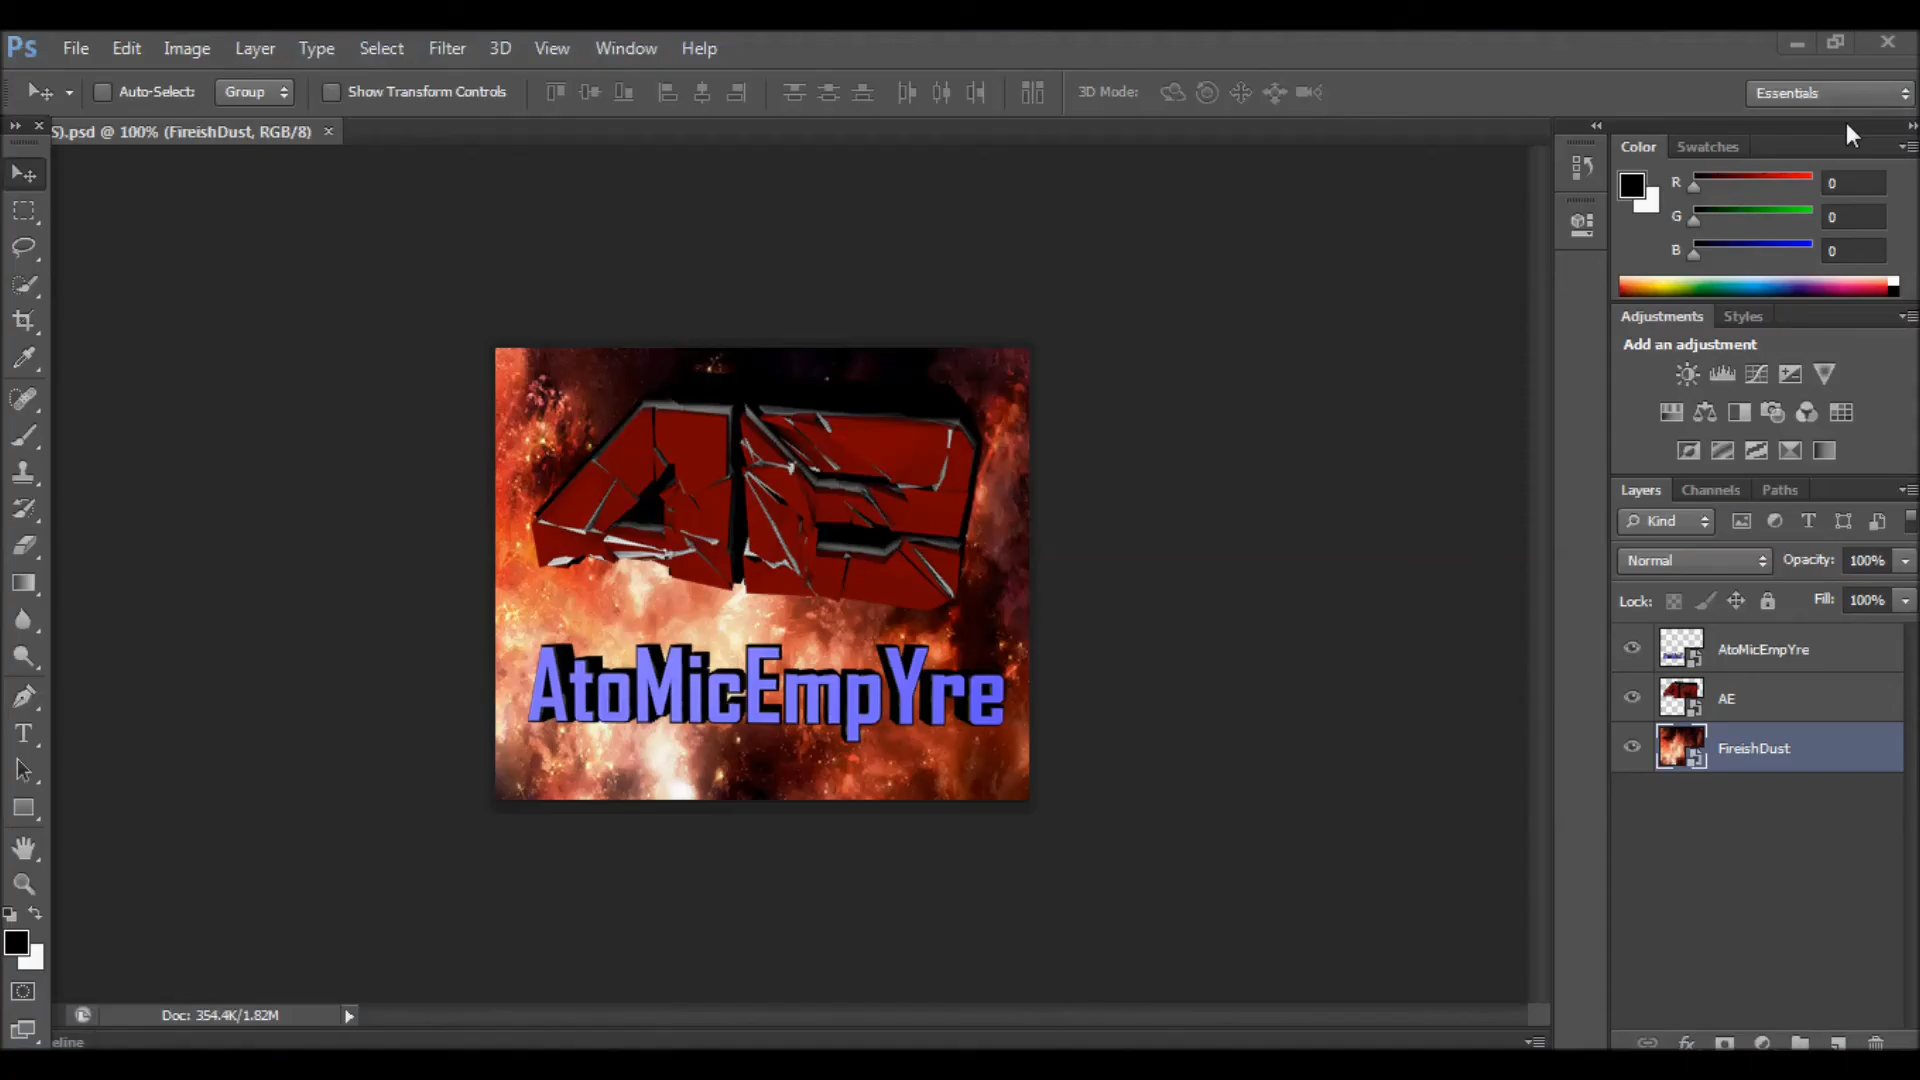 Ps File Edit Image Layer Type Select Filter 3D View Window Help
Auto-Select: Group Show Transform Controls 3D Mode: Essentials
S).psd @ 100% (FireishDust, RGB/8) ×
Color Swatches
R 0
G 0
B 0
Adjustments Styles
Add an adjustment
Layers Channels Paths
Kind
Normal Opacity: 100%
Lock: Fill: 100%
AtoMicEmpYre
AE
FireishDust
AE
AtoMicEmpYre
Doc: 354.4K/1.82M
eline